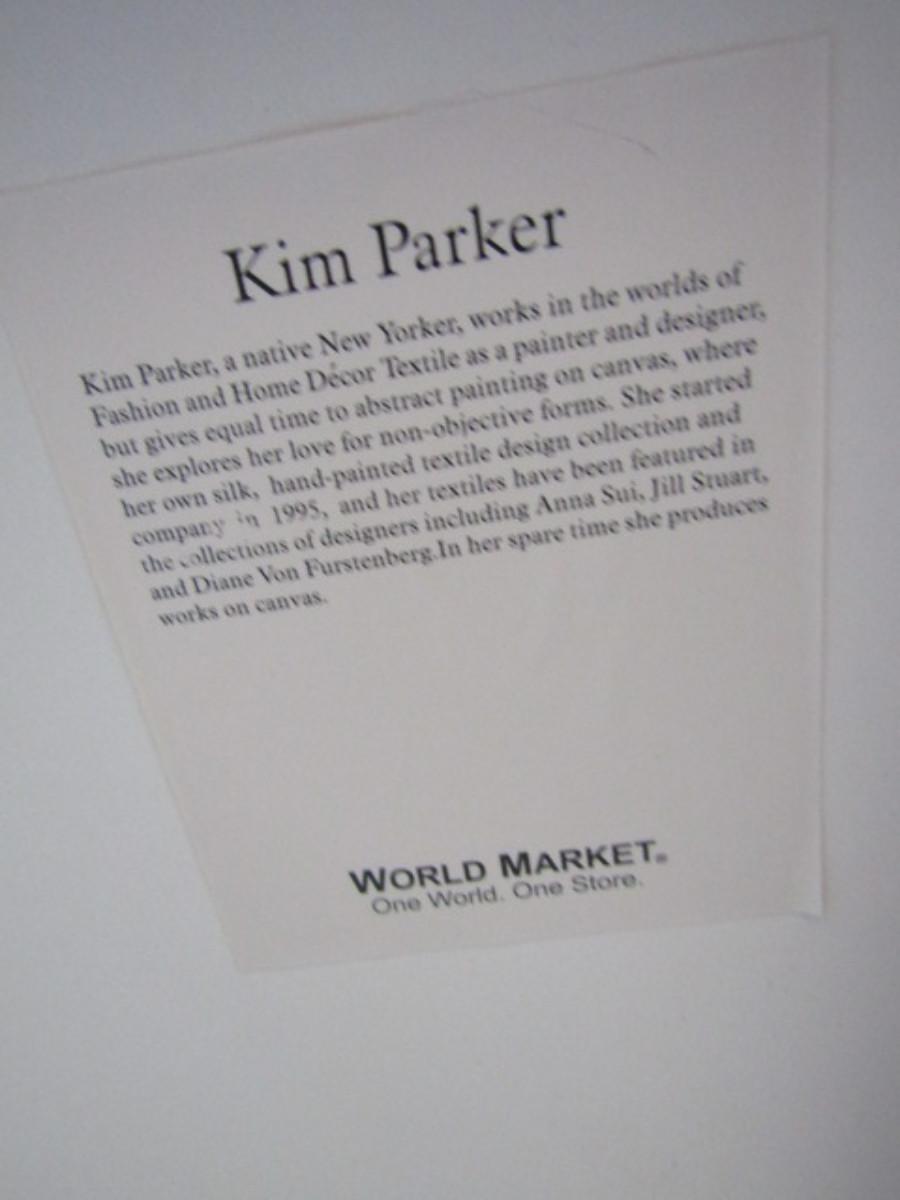 Kim Parker
Kim Parker, a native New Yorker, works in the worlds of
Fashion and Home Décor Textile as a painter and designer,
but gives equal time to abstract painting on canvas, where
she explores her love for non-objective forms. She started
her own silk, hand-painted textile design collection and
company in 1995, and her textiles have been featured in
the collections of designers including Anna Sui, Jill Stuart,
and Diane Von Furstenberg.In her spare time she produces
works on canvas.
WORLD MARKET®
One World. One Store.